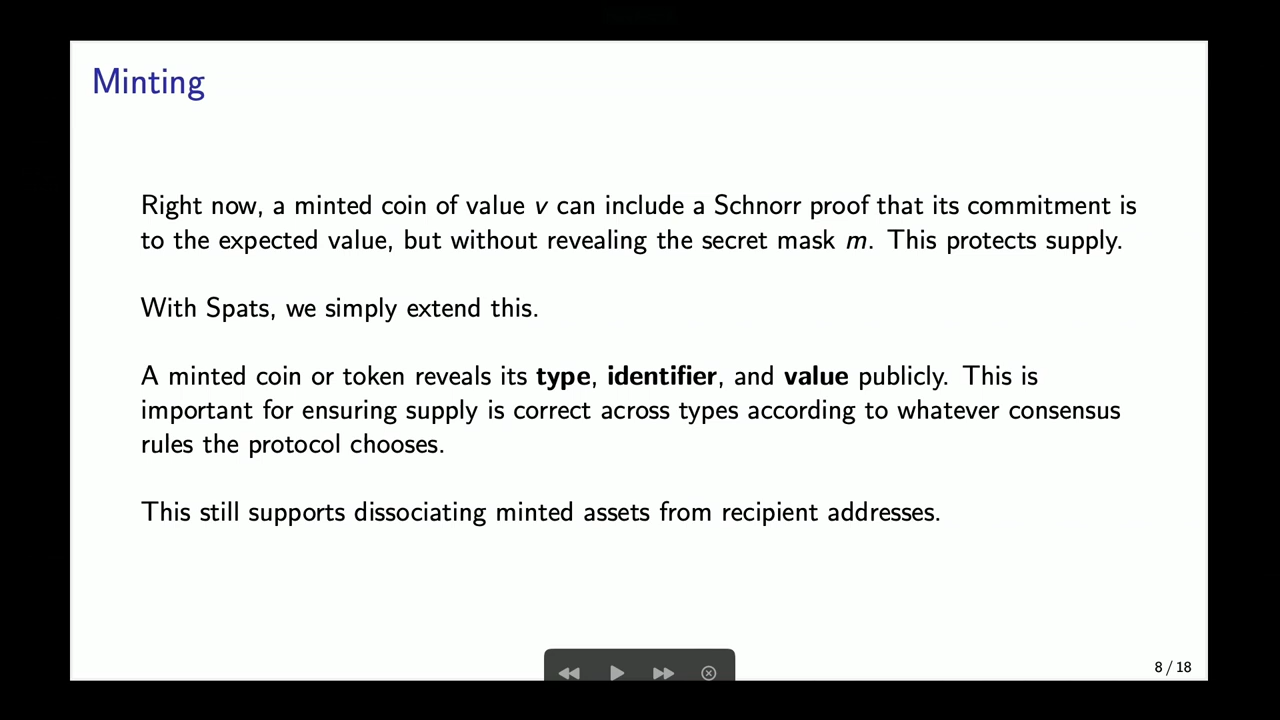 Minting
Right now, a minted coin of value v can include a Schnorr proof that its commitment is
to the expected value, but without revealing the secret mask m. This protects supply.
With Spats, we simply extend this.
A minted coin or token reveals its type, identifier, and value publicly. This is
important for ensuring supply is correct across types according to whatever consensus
rules the protocol chooses.
This still supports dissociating minted assets from recipient addresses.
8 / 18